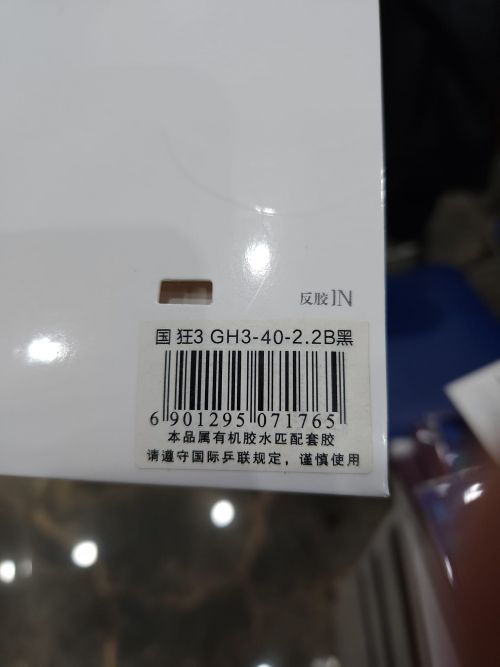 反胶IN
国 狂3 GH3-40-2.2B黑
6 901295 071765
本品属有机胶水匹配套胶
请遵守国际乒联规定，谨慎使用